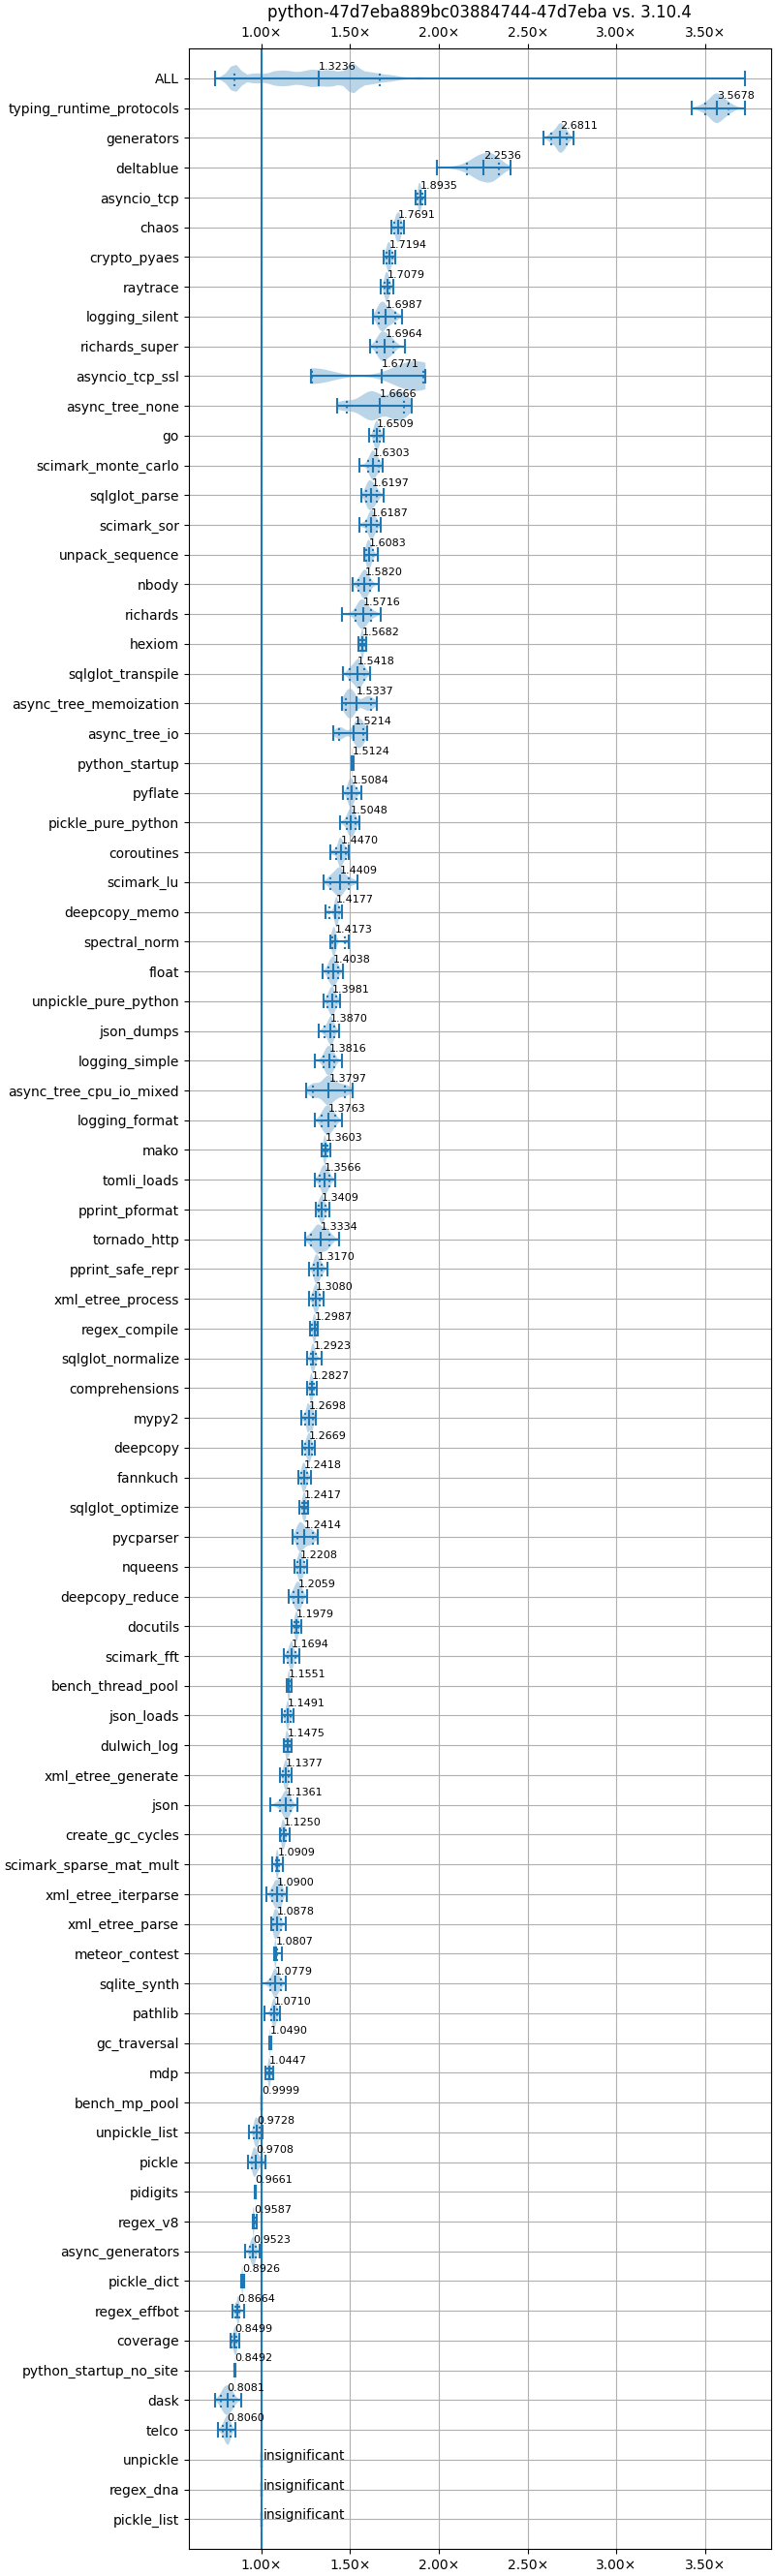 python-47d7eba889bc03884744-47d7eba vs. 3.10.4
1.00× 1.50× 2.00× 2.50× 3.00× 3.50×
ALL 1.3236
typing_runtime_protocols 3.5678
generators 2.6811
deltablue 2.2536
asyncio_tcp 1.8935
chaos 1.7691
crypto_pyaes 1.7194
raytrace 1.7079
logging_silent 1.6987
richards_super 1.6964
asyncio_tcp_ssl 1.6771
async_tree_none 1.6666
go 1.6509
scimark_monte_carlo 1.6303
sqlglot_parse 1.6197
scimark_sor 1.6187
unpack_sequence 1.6083
nbody 1.5820
richards 1.5716
hexiom 1.5682
sqlglot_transpile 1.5418
async_tree_memoization 1.5337
async_tree_io 1.5214
python_startup 1.5124
pyflate 1.5084
pickle_pure_python 1.5048
coroutines 1.4470
scimark_lu 1.4409
deepcopy_memo 1.4177
spectral_norm 1.4173
float 1.4038
unpickle_pure_python 1.3981
json_dumps 1.3870
logging_simple 1.3816
async_tree_cpu_io_mixed 1.3797
logging_format 1.3763
mako 1.3603
tomli_loads 1.3566
pprint_pformat 1.3409
tornado_http 1.3334
pprint_safe_repr 1.3170
xml_etree_process 1.3080
regex_compile 1.2987
sqlglot_normalize 1.2923
comprehensions 1.2827
mypy2 1.2698
deepcopy 1.2669
fannkuch 1.2418
sqlglot_optimize 1.2417
pycparser 1.2414
nqueens 1.2208
deepcopy_reduce 1.2059
docutils 1.1979
scimark_fft 1.1694
bench_thread_pool 1.1551
json_loads 1.1491
dulwich_log 1.1475
xml_etree_generate 1.1377
json 1.1361
create_gc_cycles 1.1250
scimark_sparse_mat_mult 1.0909
xml_etree_iterparse 1.0900
xml_etree_parse 1.0878
meteor_contest 1.0807
sqlite_synth 1.0779
pathlib 1.0710
gc_traversal 1.0490
mdp 1.0447
bench_mp_pool 0.9999
unpickle_list 0.9728
pickle 0.9708
pidigits 0.9661
regex_v8 0.9587
async_generators 0.9523
pickle_dict 0.8926
regex_effbot 0.8664
coverage 0.8499
python_startup_no_site 0.8492
dask 0.8081
telco 0.8060
unpickle insignificant
regex_dna insignificant
pickle_list insignificant
1.00× 1.50× 2.00× 2.50× 3.00× 3.50×